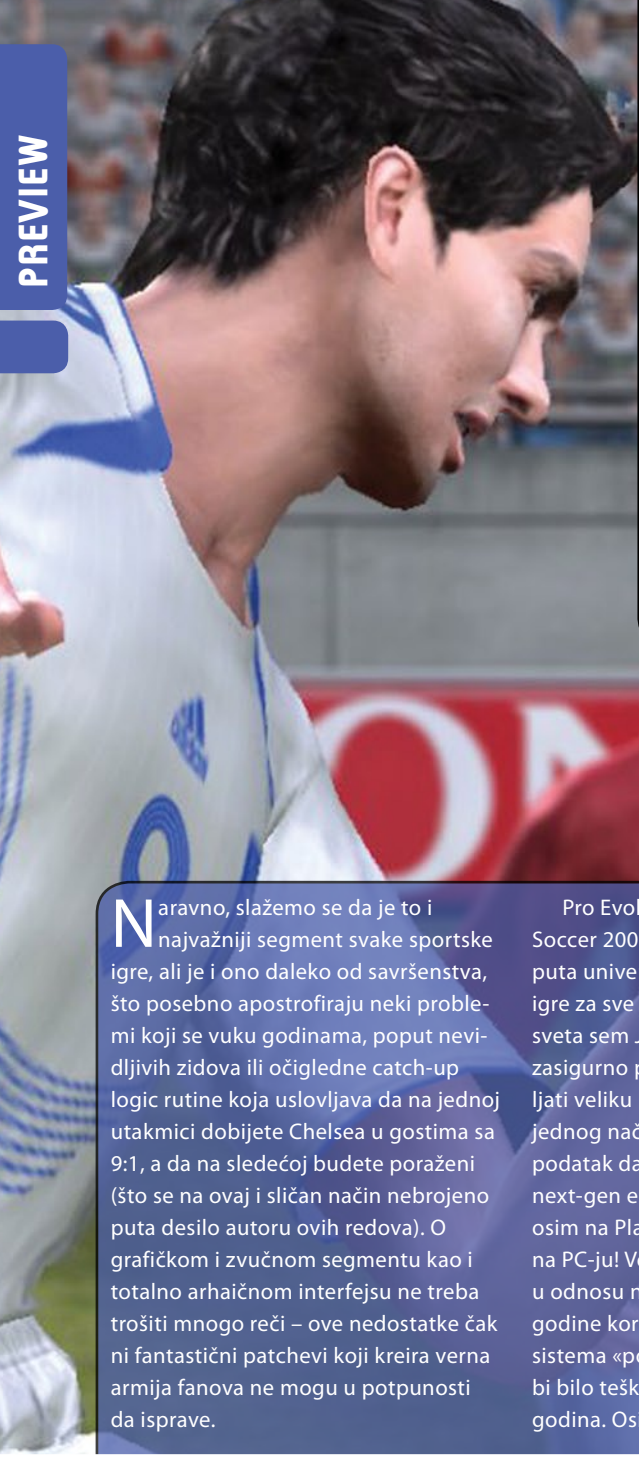 PREVIEW
adidas
Naravno, slažemo se da je to i
najvažniji segment svake sportske
igre, ali je i ono daleko od savršenstva,
što posebno apostrofiraju neki proble-
mi koji se vuku godinama, poput nevi-
dljivih zidova ili očigledne catch-up
logic rutine koja uslovljava da na jednoj
utakmici dobijete Chelsea u gostima sa
9:1, a da na sledećoj budete poraženi
(što se na ovaj i sličan način nebrojeno
puta desilo autoru ovih redova). O
grafičkom i zvučnom segmentu kao i
totalno arhaičnom interfejsu ne treba
trošiti mnogo reči – ove nedostatke čak
ni fantastični patchevi koji kreira verna
armija fanova ne mogu u potpunosti
da isprave.
Pro Evol
Soccer 200
puta unive
igre za sve
sveta sem
zasigurno p
ljati veliku
jednog nač
podatak da
next-gen e
osim na Pla
na PC-ju! Ve
u odnosu n
godine kor
sistema «po
bi bilo tešk
godina. Os